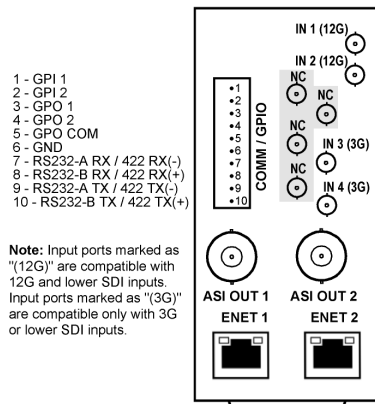 1 - GPI 1
2 - GPI 2
3 - GPO 1
4 - GPO 2
5 - GPO COM
6 - GND
7 - RS232-A RX / 422 RX(-)
8 - RS232-B RX / 422 RX(+)
9 - RS232-A TX / 422 TX(-)
10 - RS232-B TX / 422 TX(+)
Note: Input ports marked as
"(12G)" are compatible with
12G and lower SDI inputs.
Input ports marked as "(3G)"
are compatible only with 3G
or lower SDI inputs.
IN 1 (12G)
IN 2 (12G)
NC
NC
NC
IN 3 (3G)
NC
IN 4 (3G)
•1
•2
•3
•4
•5
•6
•7
•8
•9
•10
COMM / GPIO
ASI OUT 1
ASI OUT 2
ENET 1
ENET 2